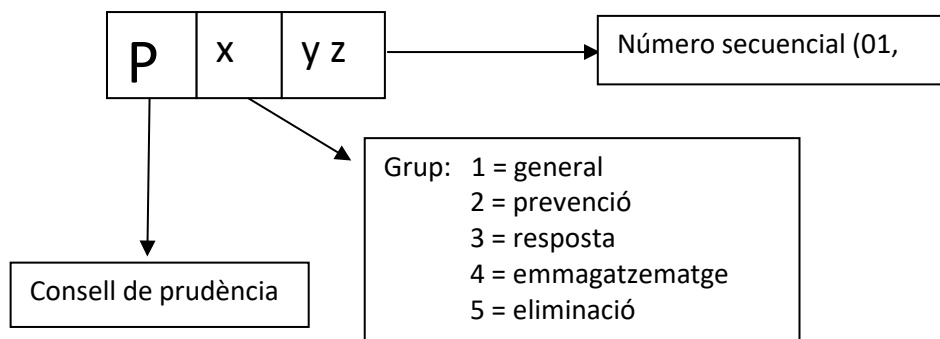 P x y z
Número secuencial (01,
Grup: 1 = general
2 = prevenció
3 = resposta
4 = emmagatzematge
5 = eliminació
Consell de prudència